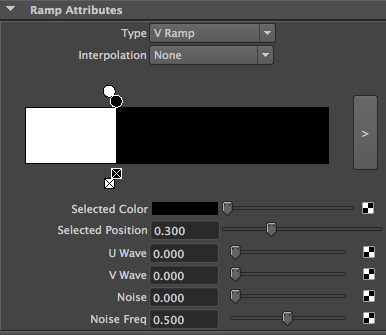 Ramp Attributes
Type V Ramp
Interpolation None
>
Selected Color
Selected Position 0.300
U Wave 0.000
V Wave 0.000
Noise 0.000
Noise Freq 0.500